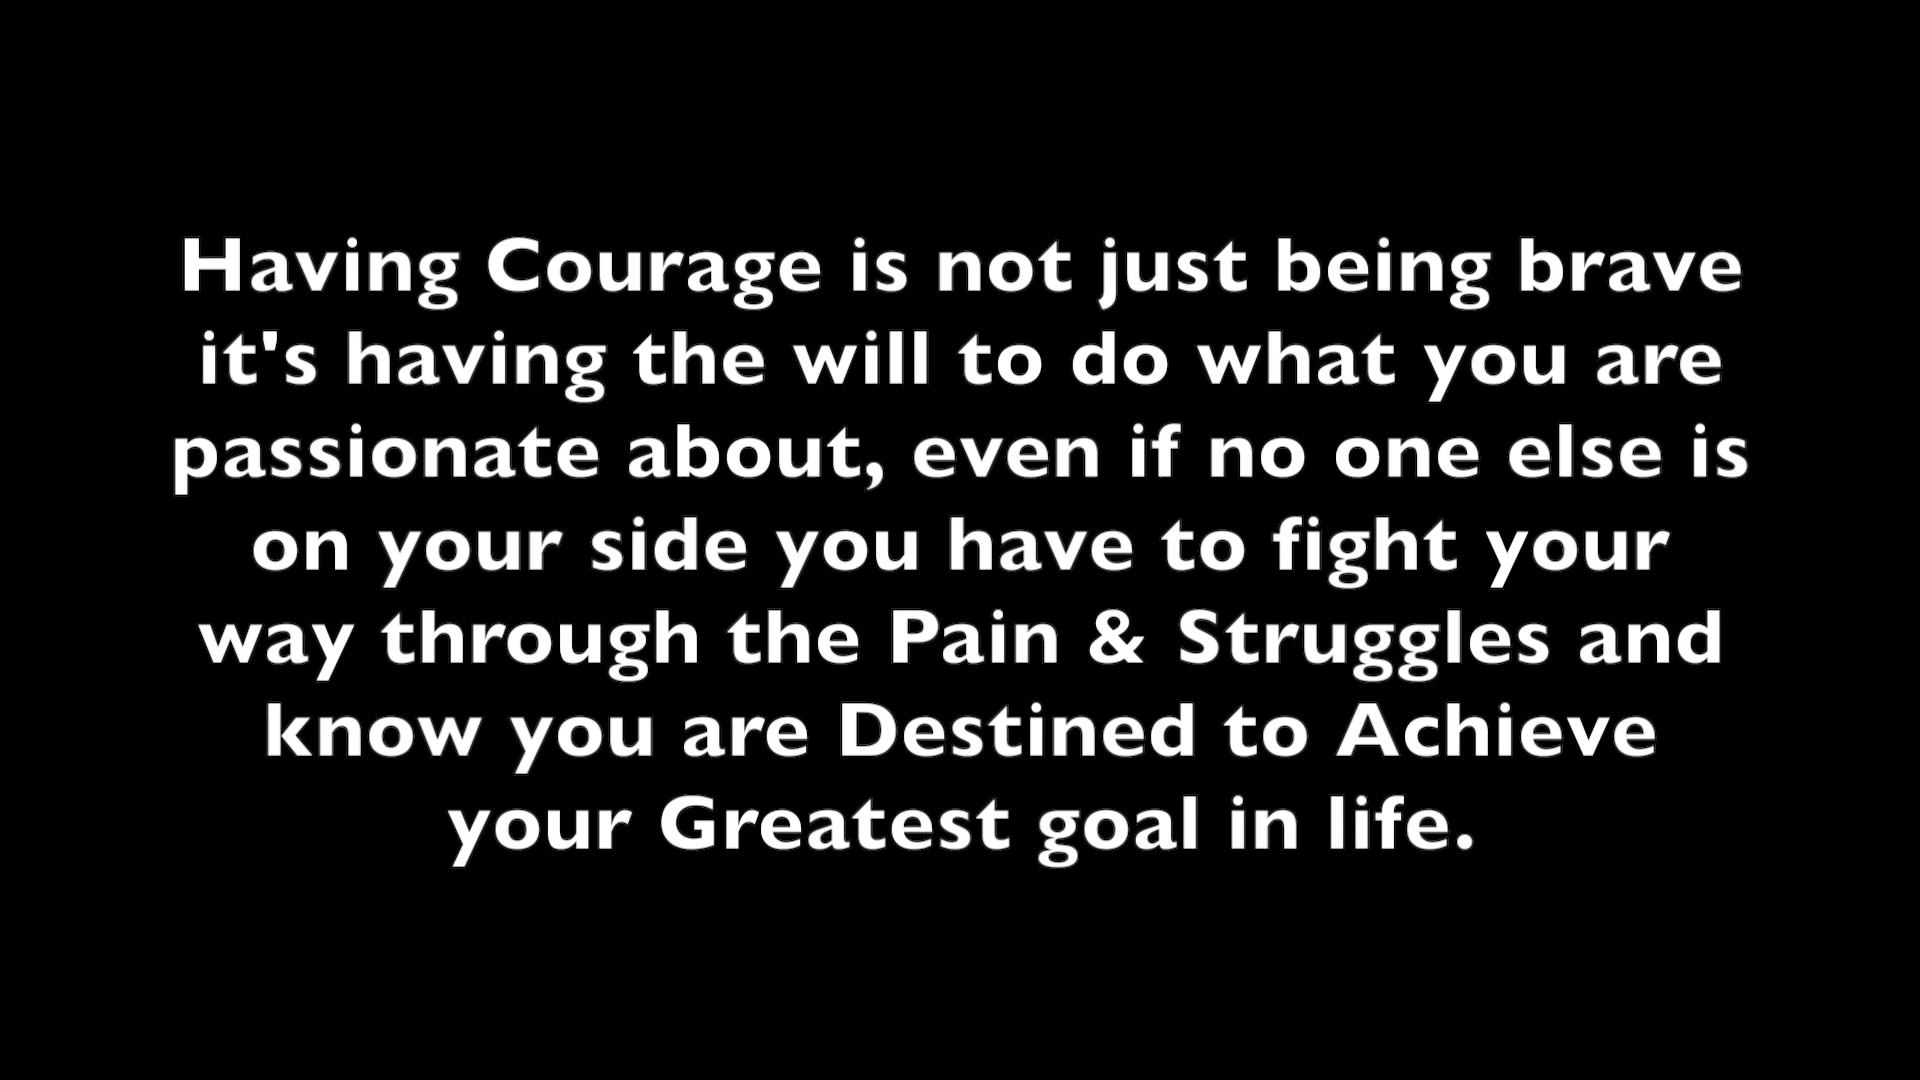 Having Courage is not just being brave
it's having the will to do what you are
passionate about, even if no one else is
on your side you have to fight your
way through the Pain & Struggles and
know you are Destined to Achieve
your Greatest goal in life.